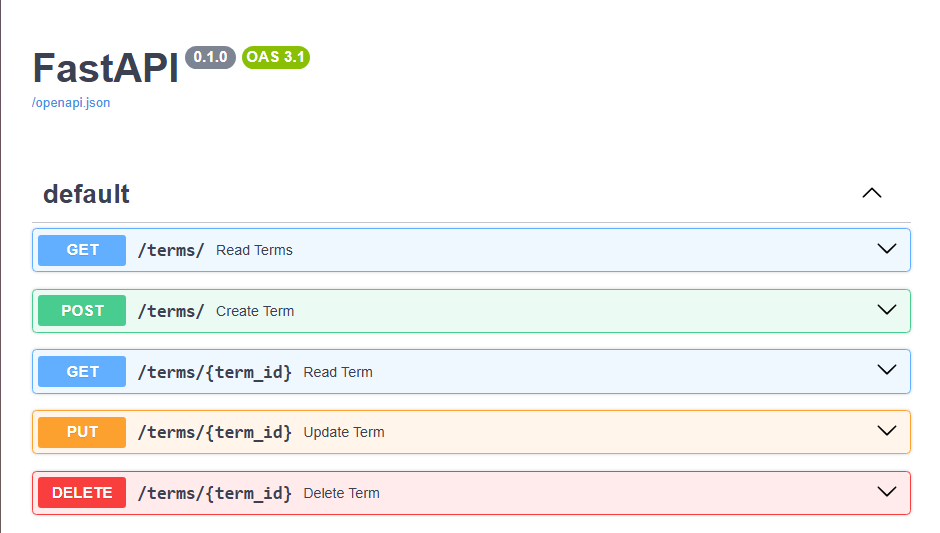 FastAPI 0.1.0 OAS 3.1
/openapi.json
default
GET /terms/ Read Terms
POST /terms/ Create Term
GET /terms/{term_id} Read Term
PUT /terms/{term_id} Update Term
DELETE /terms/{term_id} Delete Term